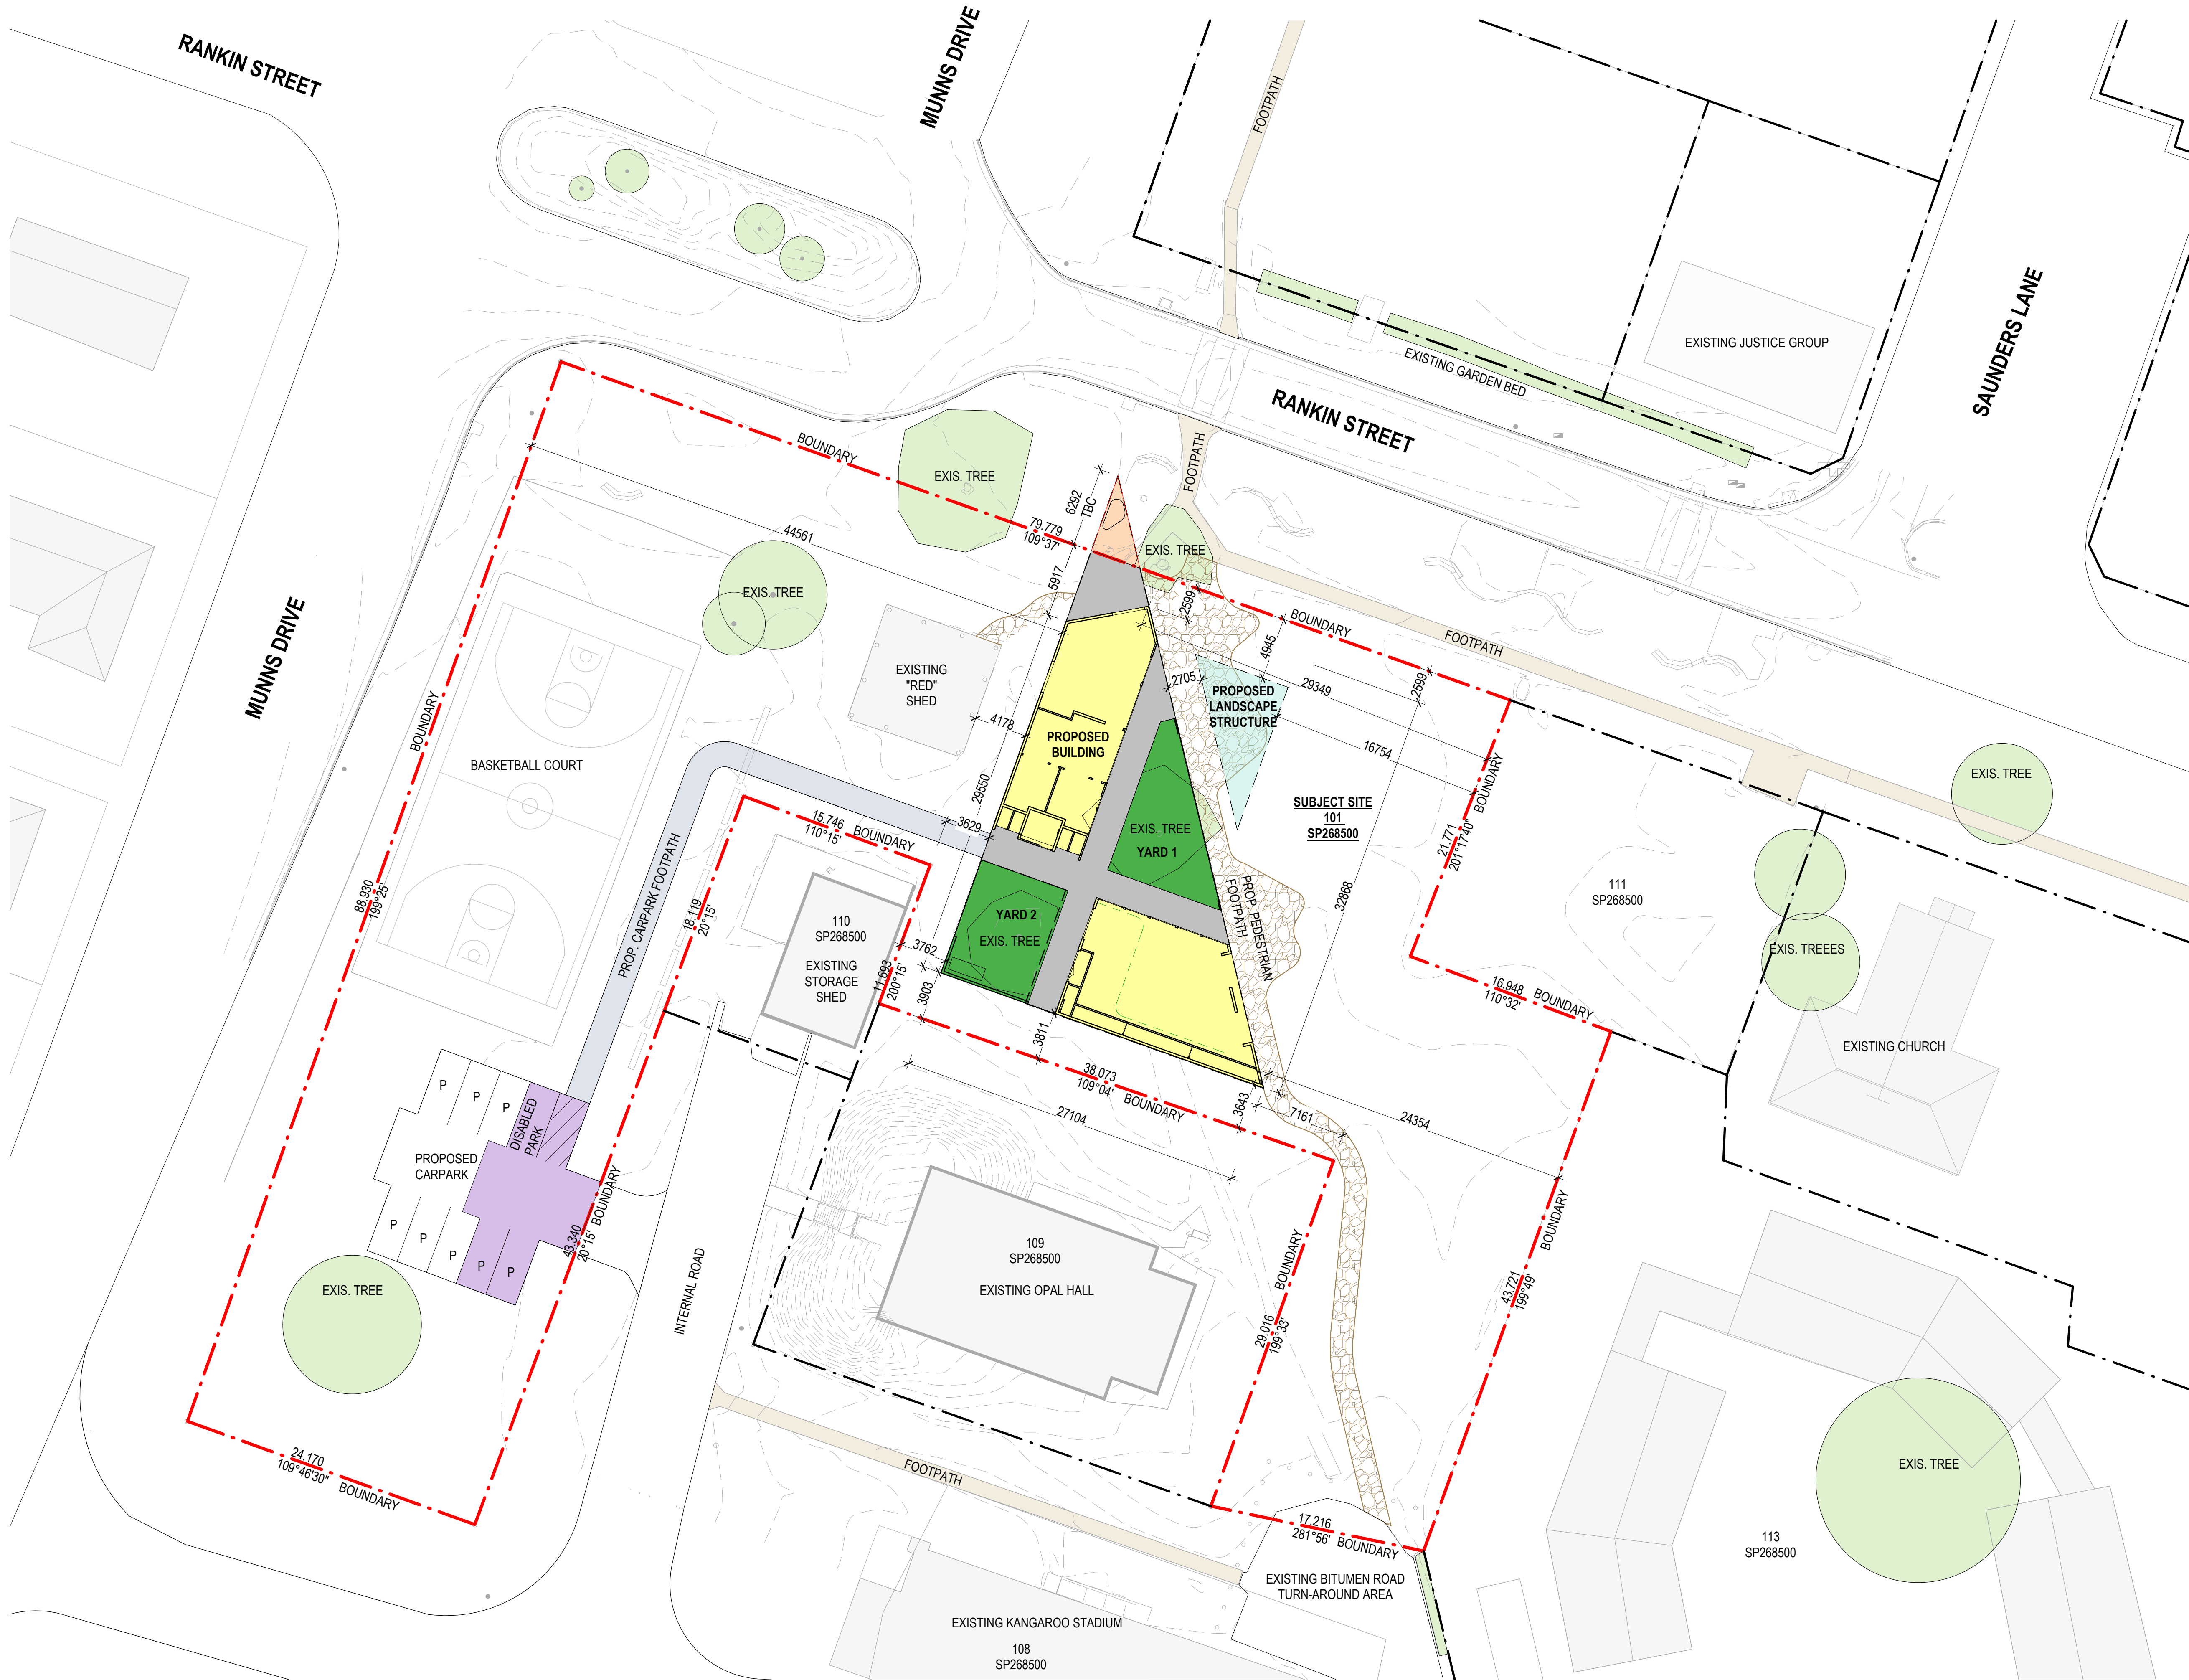 RANKIN STREET
MUNNS DRIVE
FOOTPATH
SAUNDERS LANE
EXISTING JUSTICE GROUP
EXISTING GARDEN BED
RANKIN STREET
FOOTPATH
BOUNDARY
EXIS. TREE
6292
TBC
79.779
109°37'
44561
5917
EXIS. TREE
EXIS. TREE
2599
BOUNDARY
FOOTPATH
4945
2599
29349
2705
PROPOSED
LANDSCAPE
STRUCTURE
16754
MUNNS DRIVE
BOUNDARY
EXISTING
"RED"
SHED
4178
PROPOSED
BUILDING
BASKETBALL COURT
29550
3629
15.746
110°15'
BOUNDARY
EXIS. TREE
YARD 1
SUBJECT SITE
101
SP268500
21.771
201°17'40"
BOUNDARY
EXIS. TREE
111
SP268500
EXIS. TREEES
EXISTING CHURCH
88.930
199°25'
PROP. CARPARK FOOTPATH
18.119
20°15'
110
SP268500
EXISTING
STORAGE
SHED
YARD 2
EXIS. TREE
3762
11.693
200°15'
3903
PROP. PEDESTRIAN
FOOTPATH
32868
16.948
110°32'
BOUNDARY
3811
38.073
109°04'
BOUNDARY
3643
7161
24354
27104
P
P
P
DISABLED
PARK
PROPOSED
CARPARK
P
P
P
P
P
43.340
20°15'
BOUNDARY
EXIS. TREE
INTERNAL ROAD
109
SP268500
EXISTING OPAL HALL
BOUNDARY
29.016
199°33'
BOUNDARY
43.721
199°49'
24.170
109°46'30"
BOUNDARY
FOOTPATH
17.216
281°56'
BOUNDARY
EXIS. TREE
113
SP268500
EXISTING BITUMEN ROAD
TURN-AROUND AREA
EXISTING KANGAROO STADIUM
108
SP268500